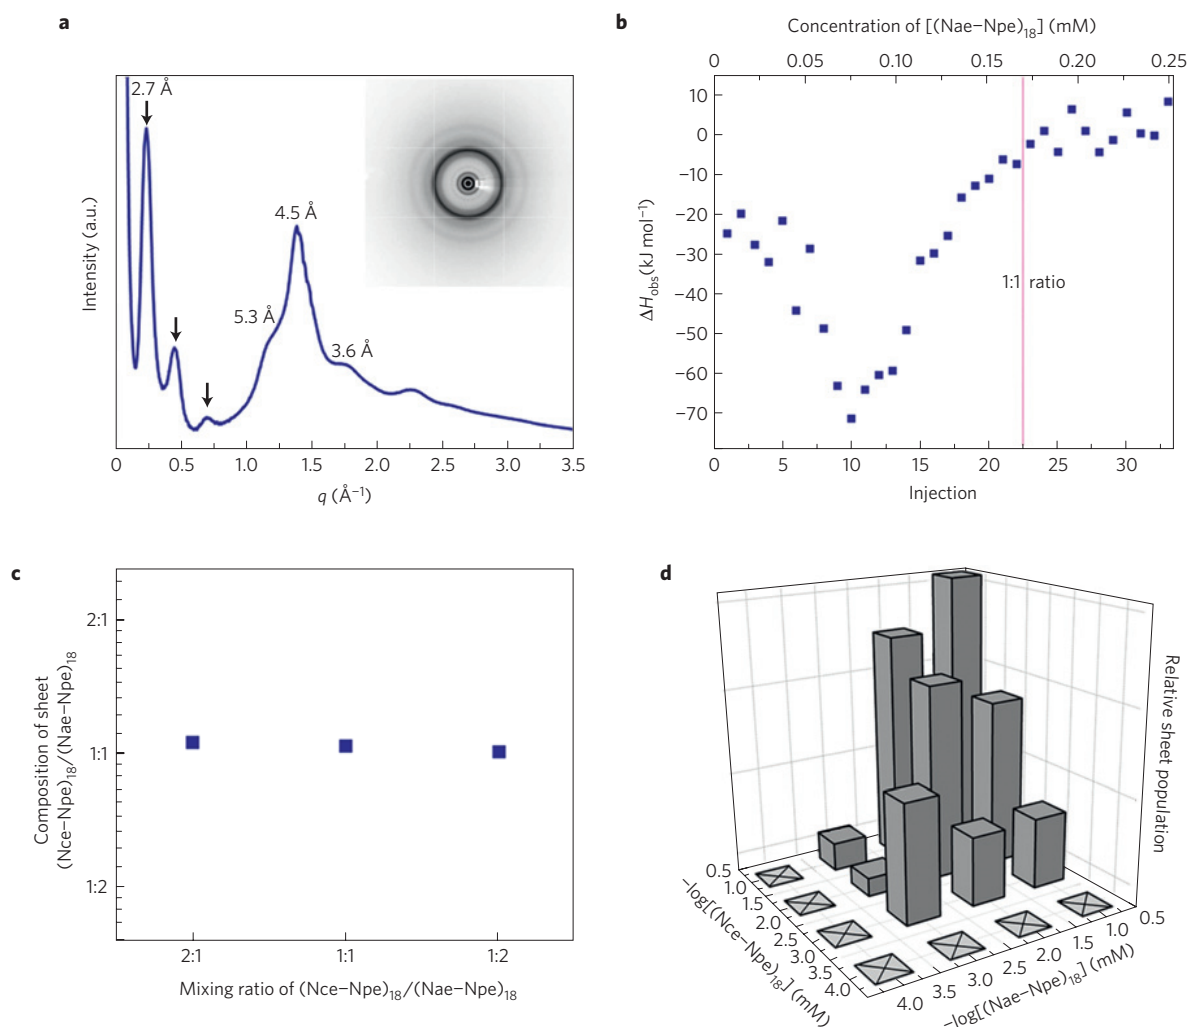 a
2.7 Å
4.5 Å
5.3 Å
3.6 Å
Intensity (a.u.)
0 0.5 1.0 1.5 2.0 2.5 3.0 3.5
q (Å⁻¹)
b
Concentration of [(Nae–Npe)₁₈] (mM)
0 0.05 0.10 0.15 0.20 0.25
10
0
−10
−20
−30
−40
−50
−60
−70
ΔHobs(kJ mol⁻¹)
1:1 ratio
0 5 10 15 20 25 30
Injection
c
Composition of sheet
(Nce–Npe)₁₈/(Nae–Npe)₁₈
2:1
1:1
1:2
2:1 1:1 1:2
Mixing ratio of (Nce–Npe)₁₈/(Nae–Npe)₁₈
d
Relative sheet population
0.5
1.0
1.5
2.0
2.5
3.0
3.5
4.0
−log[(Nce–Npe)₁₈] (mM)
4.0 3.5 3.0 2.5 2.0 1.5 1.0 0.5
−log[(Nae–Npe)₁₈] (mM)